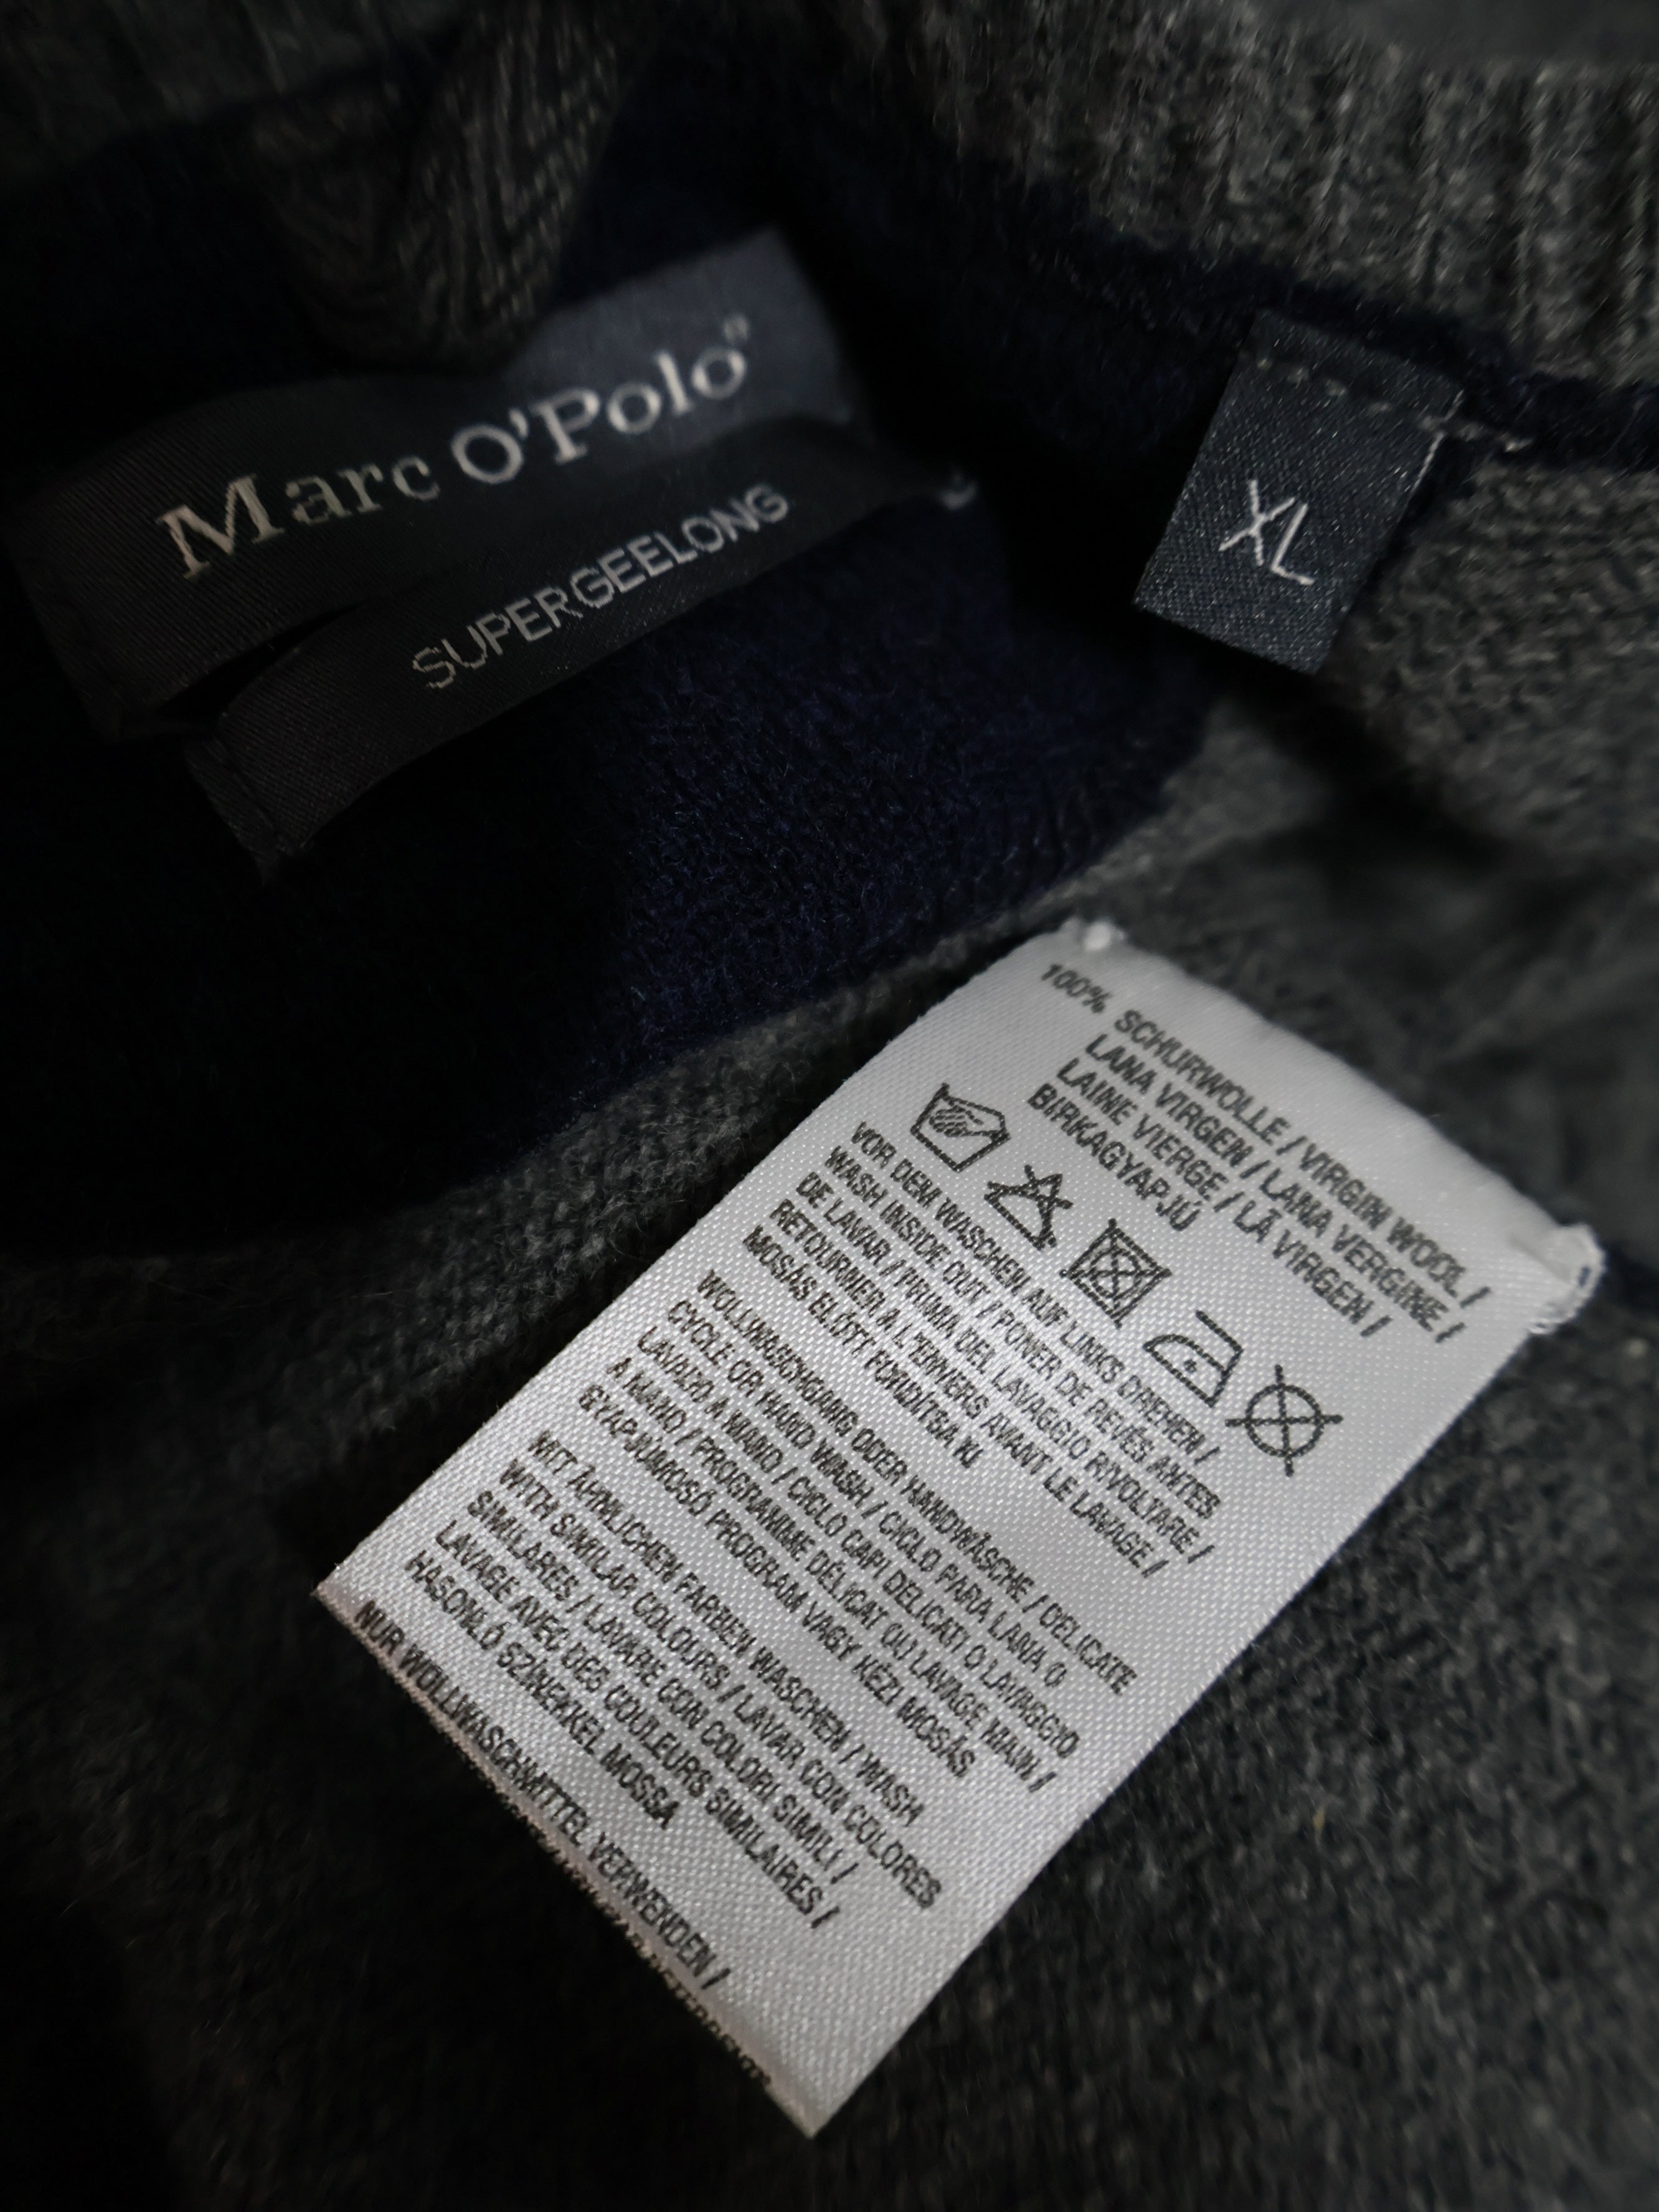 Marc O'Polo
SUPERGEELONG
XL
100% SCHURWOLLE / VIRGIN WOOL /
LANA VIRGEN / LANA VERGINE /
LAINE VIERGE / LÃ VIRGEN /
BIRKAGYAPJÚ
VOR DEM WASCHEN AUF LINKS DREHEN /
WASH INSIDE OUT / PONER DE REVÉS ANTES
DE LAVAR / PRIMA DEL LAVAGGIO RIVOLTARE /
RETOURNER À L'ENVERS AVANT LE LAVAGE /
MOSÁS ELŐTT FORDÍTSA KI
WOLLWASCHGANG ODER HANDWÄSCHE / DELICATE
CYCLE OR HAND WASH / CICLO PARA LANA O
LAVADO A MANO / CICLO CAPI DELICATI O LAVAGGIO
A MANO / PROGRAMME DÉLICAT OU LAVAGE MAIN /
GYAPJÚMOSÓ PROGRAM VAGY KÉZI MOSÁS
MIT ÄHNLICHEN FARBEN WASCHEN / WASH
WITH SIMILAR COLOURS / LAVAR CON COLORES
SIMILARES / LAVARE CON COLORI SIMILI /
LAVAGE AVEC DES COULEURS SIMILAIRES /
HASONLÓ SZÍNEKKEL MOSSA
NUR WOLLWASCHMITTEL VERWENDEN /